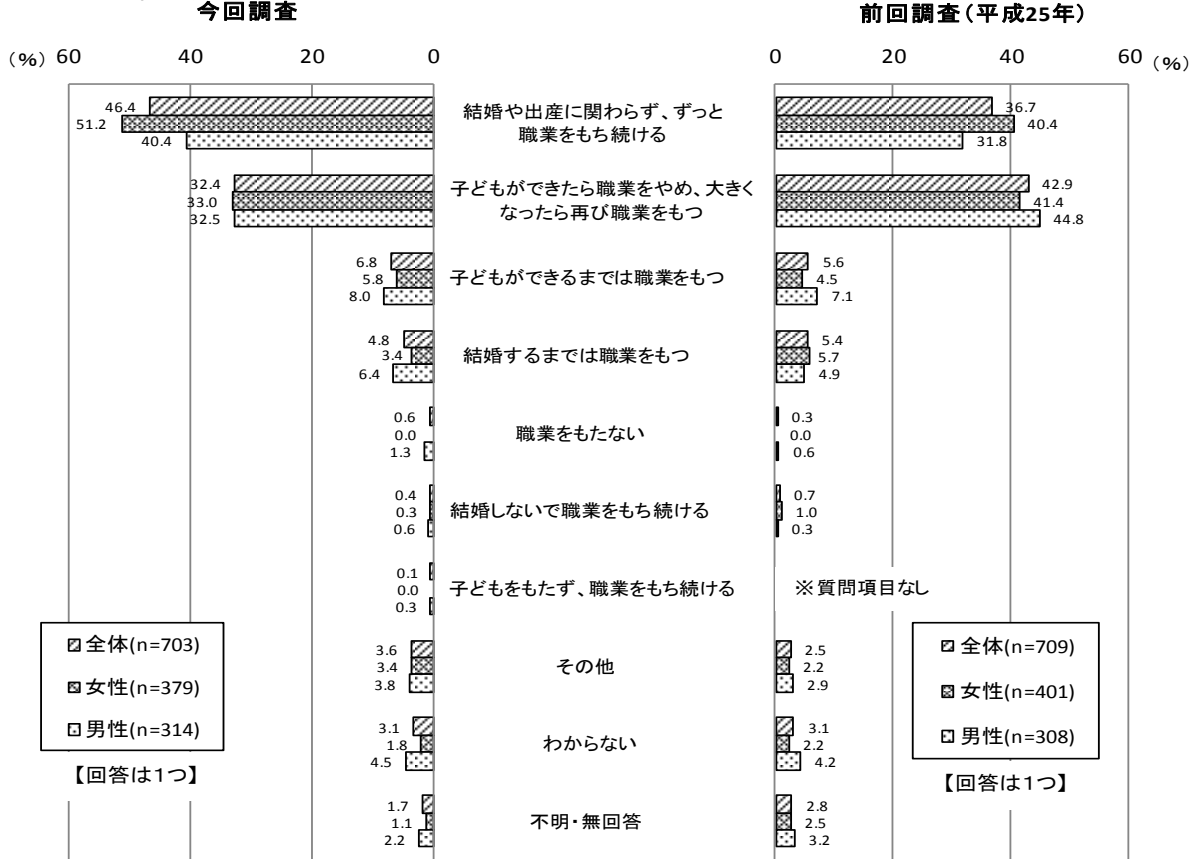 今回調査
前回調査(平成25年)
(%) 60 40 20 0
0 20 40 60 (%)
結婚や出産に関わらず、ずっと
職業をもち続ける
46.4
51.2
40.4
36.7
40.4
31.8
子どもができたら職業をやめ、大きく
なったら再び職業をもつ
32.4
33.0
32.5
42.9
41.4
44.8
子どもができるまでは職業をもつ
6.8
5.8
8.0
5.6
4.5
7.1
結婚するまでは職業をもつ
4.8
3.4
6.4
5.4
5.7
4.9
職業をもたない
0.6
0.0
1.3
0.3
0.0
0.6
結婚しないで職業をもち続ける
0.4
0.3
0.6
0.7
1.0
0.3
子どもをもたず、職業をもち続ける
0.1
0.0
0.3
※質問項目なし
その他
3.6
3.4
3.8
2.5
2.2
2.9
わからない
3.1
1.8
4.5
3.1
2.2
4.2
不明・無回答
1.7
1.1
2.2
2.8
2.5
3.2
全体(n=703)
女性(n=379)
男性(n=314)
【回答は1つ】
全体(n=709)
女性(n=401)
男性(n=308)
【回答は1つ】